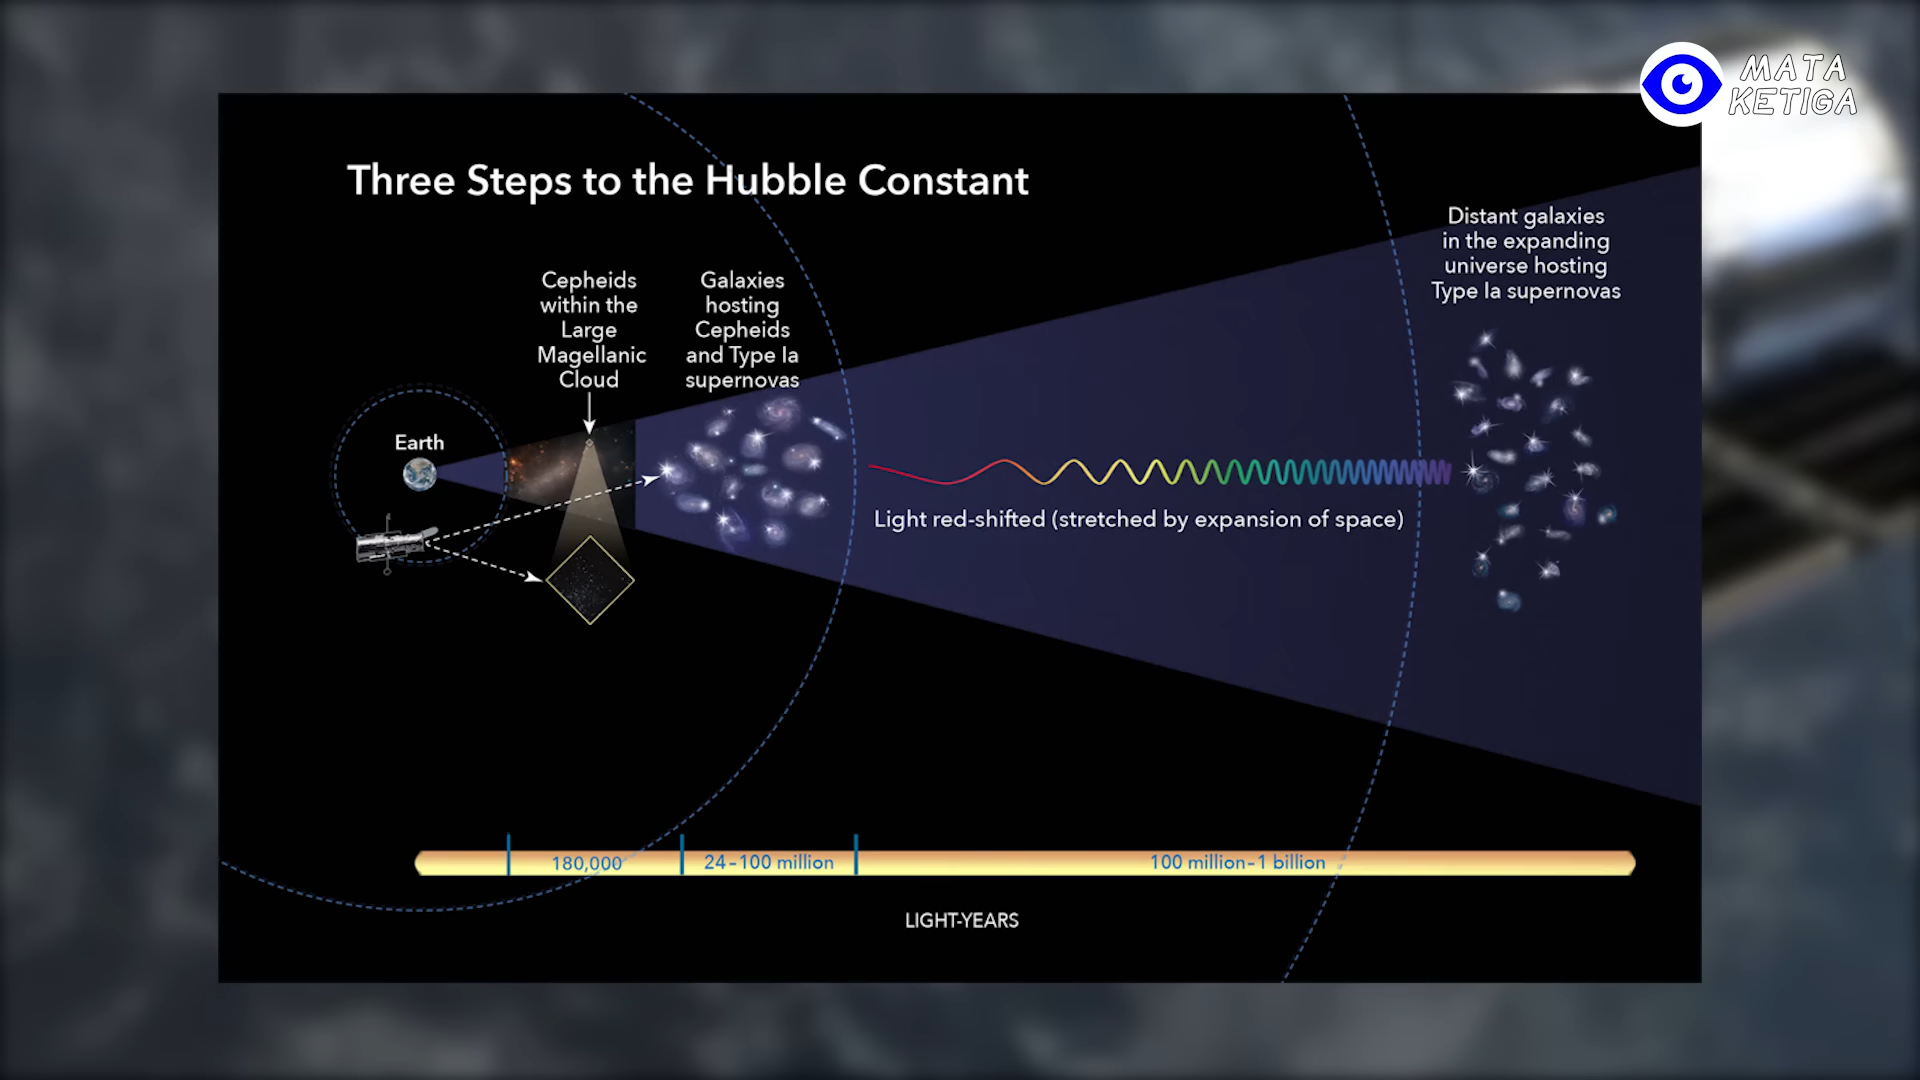 MATA
KETIGA
Three Steps to the Hubble Constant
Cepheids
within the
Large
Magellanic
Cloud
Galaxies
hosting
Cepheids
and Type Ia
supernovas
Distant galaxies
in the expanding
universe hosting
Type Ia supernovas
Earth
Light red-shifted (stretched by expansion of space)
180,000
24–100 million
100 million–1 billion
LIGHT-YEARS